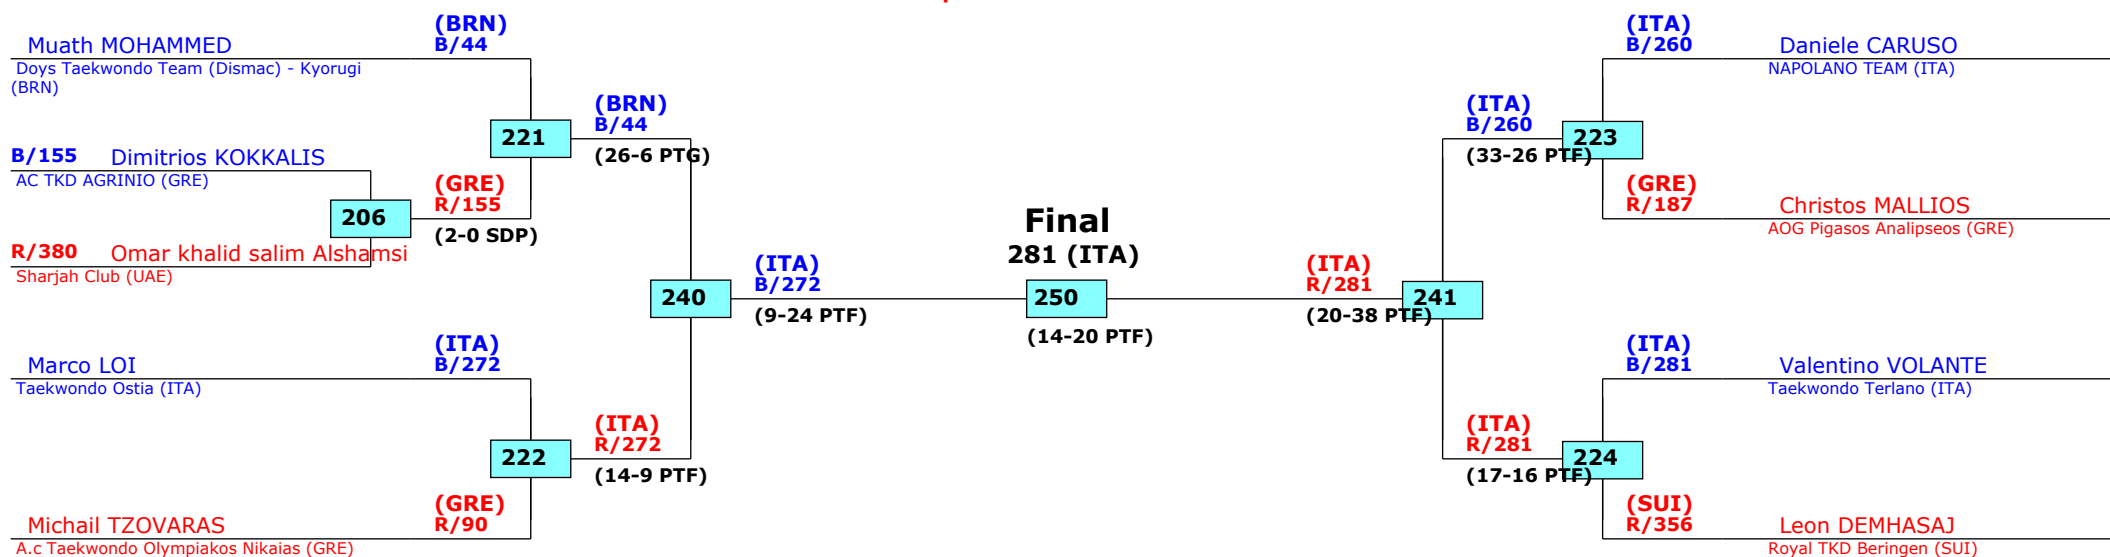 (BRN)
Muath MOHAMMED B/44
Doys Taekwondo Team (Dismac) - Kyorugi
(BRN)
(BRN)
B/44
221
(26-6 PTG)
B/155 Dimitrios KOKKALIS
AC TKD AGRINIO (GRE)
(GRE)
R/155
206
(2-0 SDP)
R/380 Omar khalid salim Alshamsi
Sharjah Club (UAE)
240
(ITA)
B/272
(9-24 PTF)
(ITA)
Marco LOI B/272
Taekwondo Ostia (ITA)
(ITA)
R/272
222
(14-9 PTF)
(GRE)
Michail TZOVARAS R/90
A.c Taekwondo Olympiakos Nikaias (GRE)
Final
281 (ITA)
250
(14-20 PTF)
(ITA)
R/281
241
(20-38 PTF)
(ITA)
B/260 Daniele CARUSO
NAPOLANO TEAM (ITA)
(ITA)
B/260
223
(33-26 PTF)
(GRE)
R/187 Christos MALLIOS
AOG Pigasos Analipseos (GRE)
(ITA)
B/281 Valentino VOLANTE
Taekwondo Terlano (ITA)
(ITA)
R/281
224
(17-16 PTF)
(SUI)
R/356 Leon DEMHASAJ
Royal TKD Beringen (SUI)